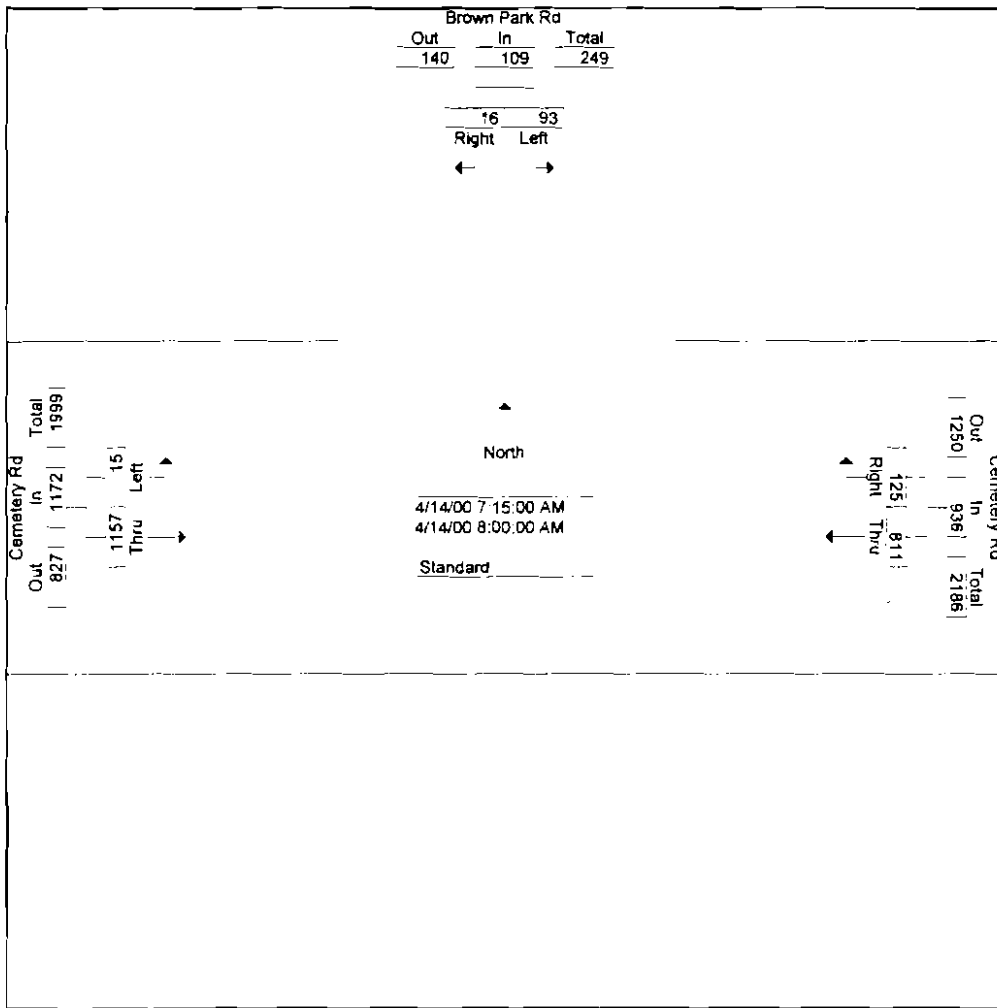 Brown Park Rd
Out In Total
140 109 249
16 93
Right Left
Cemetery Rd
Out In Total
827 1172 1999
1157 15
Thru Left
North
4/14/00 7:15:00 AM
4/14/00 8:00:00 AM
Standard
Cemetery Rd
Out In Total
1250 936 2186
125 811
Right Thru